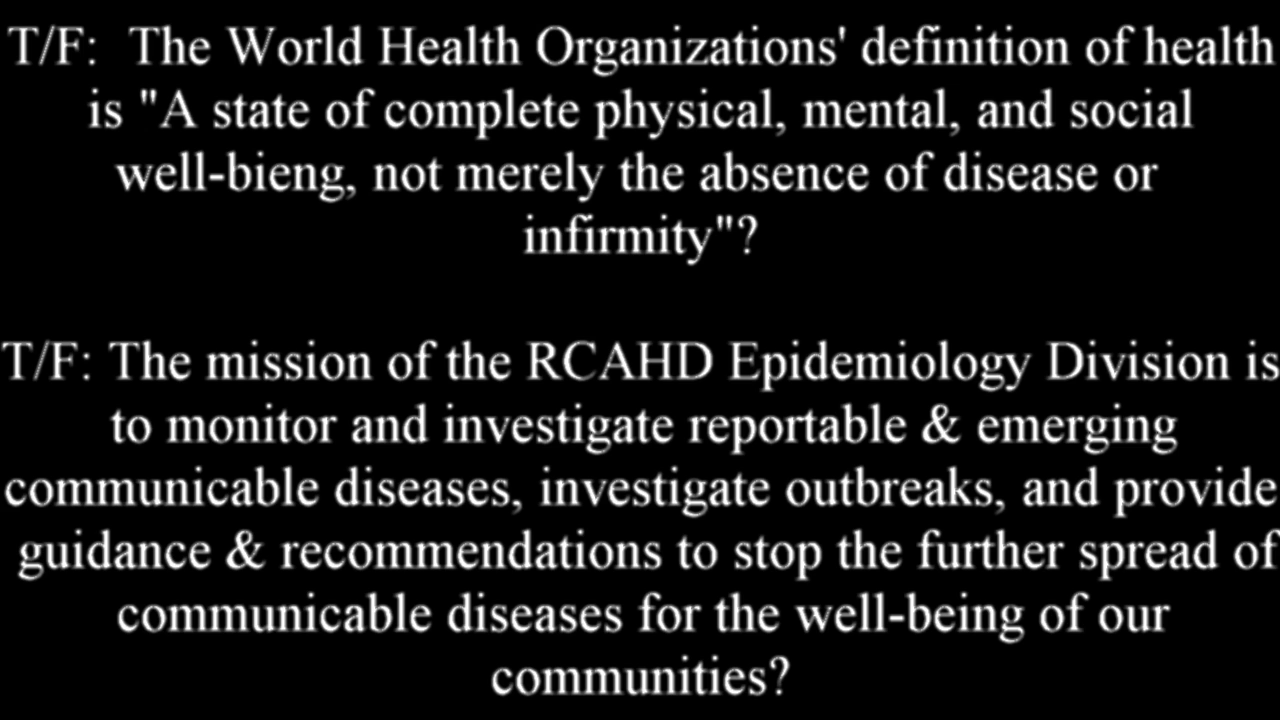 T/F: The World Health Organizations' definition of health
is "A state of complete physical, mental, and social
well-bieng, not merely the absence of disease or
infirmity"?
T/F: The mission of the RCAHD Epidemiology Division is
to monitor and investigate reportable & emerging
communicable diseases, investigate outbreaks, and provide
guidance & recommendations to stop the further spread of
communicable diseases for the well-being of our
communities?